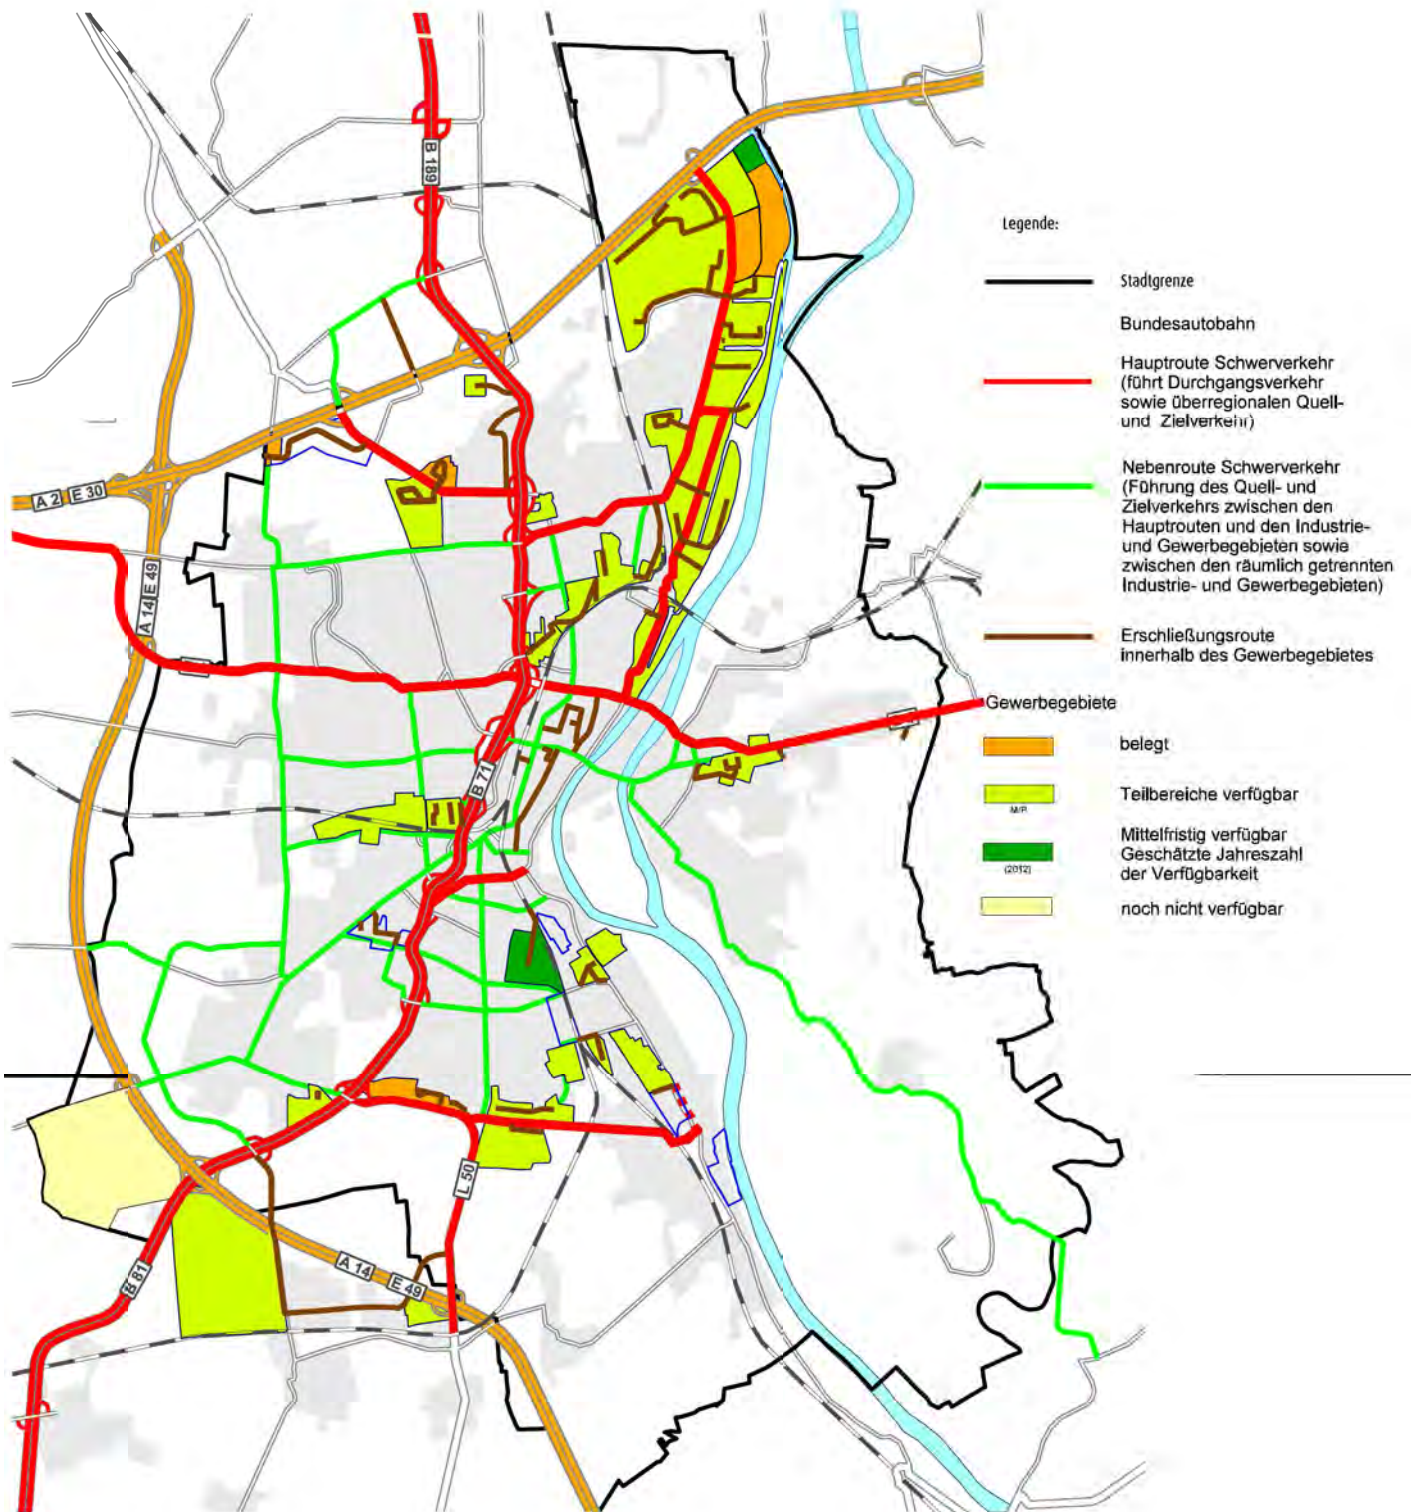 B 189
A 2
E 30
A 14
E 49
B 71
L 50
B 81
A 14
E 49
Legende:
Stadtgrenze
Bundesautobahn
Hauptroute Schwerverkehr
(führt Durchgangsverkehr
sowie überregionalen Quell-
und Zielverkehr)
Nebenroute Schwerverkehr
(Führung des Quell- und
Zielverkehrs zwischen den
Hauptrouten und den Industrie-
und Gewerbegebieten sowie
zwischen den räumlich getrennten
Industrie- und Gewerbegebieten)
Erschließungsroute
innerhalb des Gewerbegebietes
Gewerbegebiete
belegt
Teilbereiche verfügbar
M/P.
Mittelfristig verfügbar
Geschätzte Jahreszahl
der Verfügbarkeit
(2012)
noch nicht verfügbar